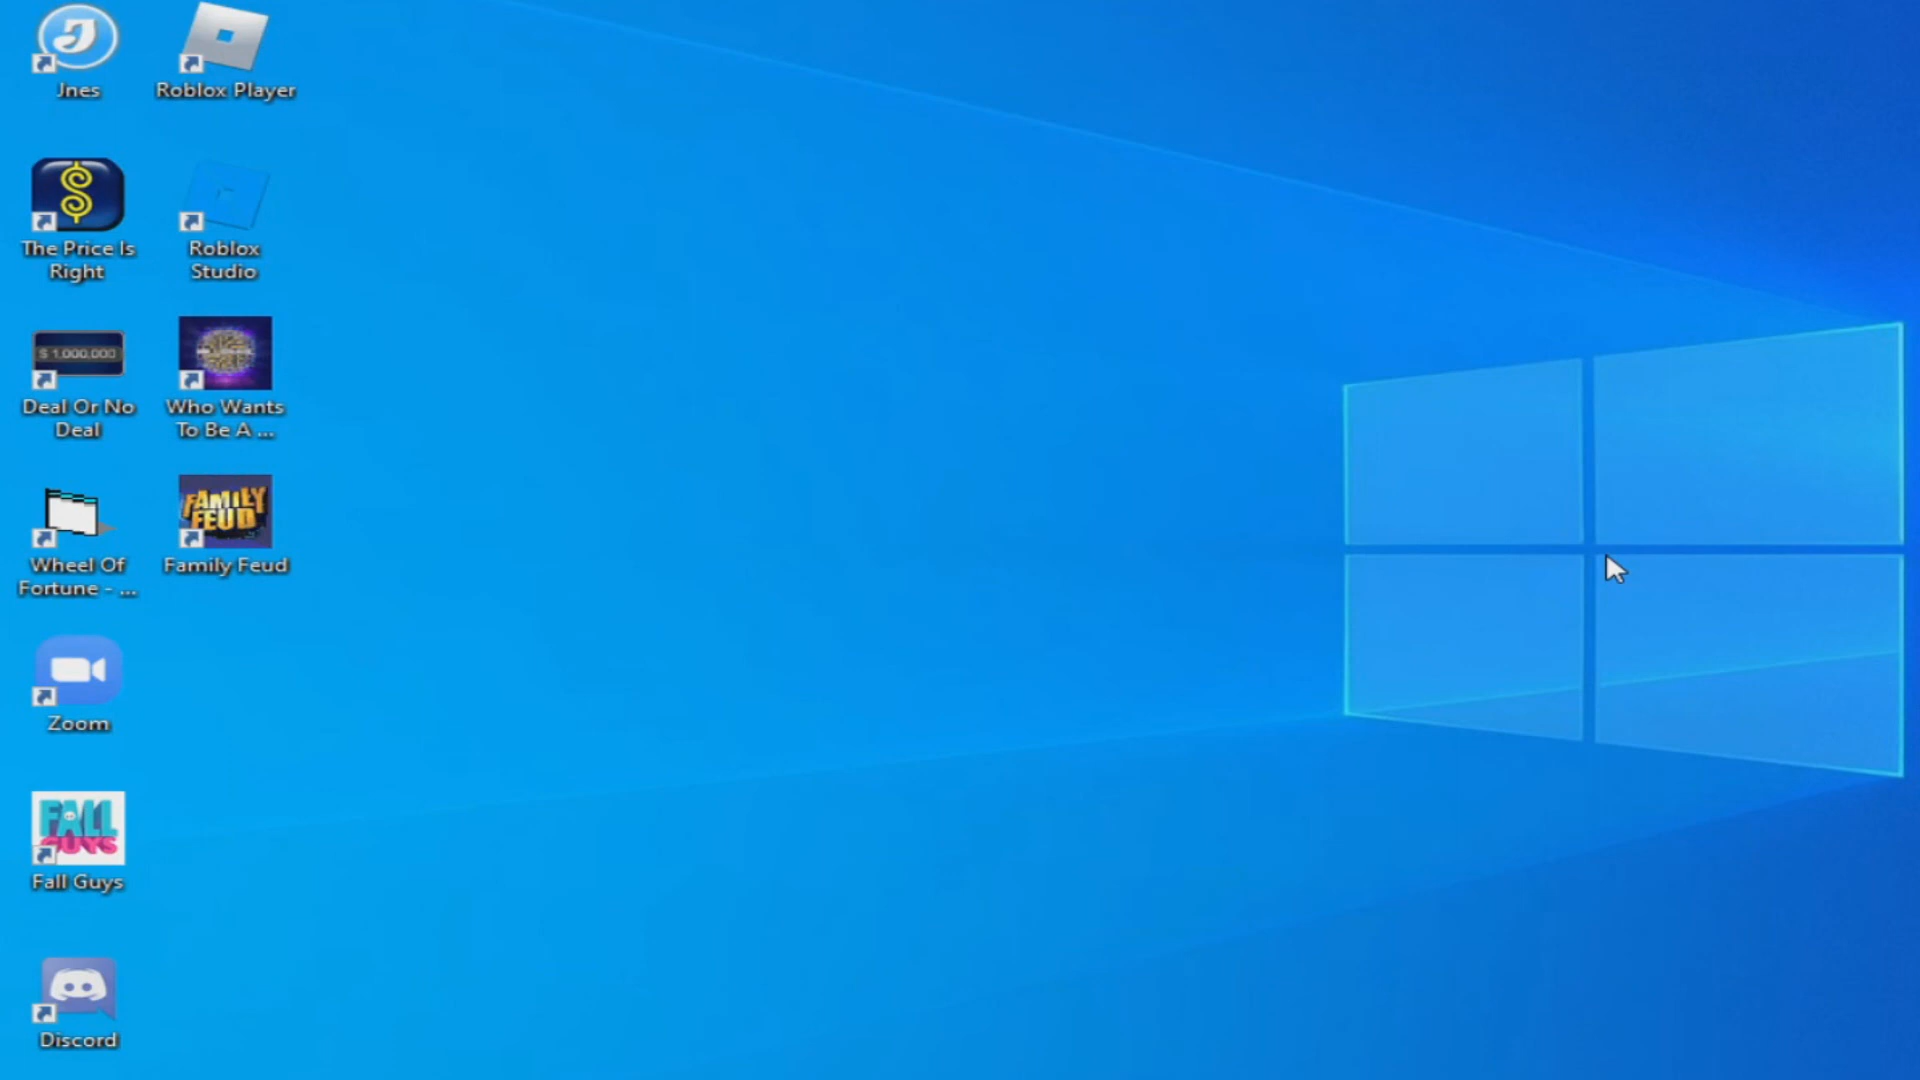 Jnes
Roblox Player
The Price Is
Right
Roblox
Studio
$ 1,000,000
Deal Or No
Deal
Who Wants
To Be A ...
Wheel Of
Fortune - ...
FAMILY
FEUD
Family Feud
Zoom
FALL
GUYS
Fall Guys
Discord